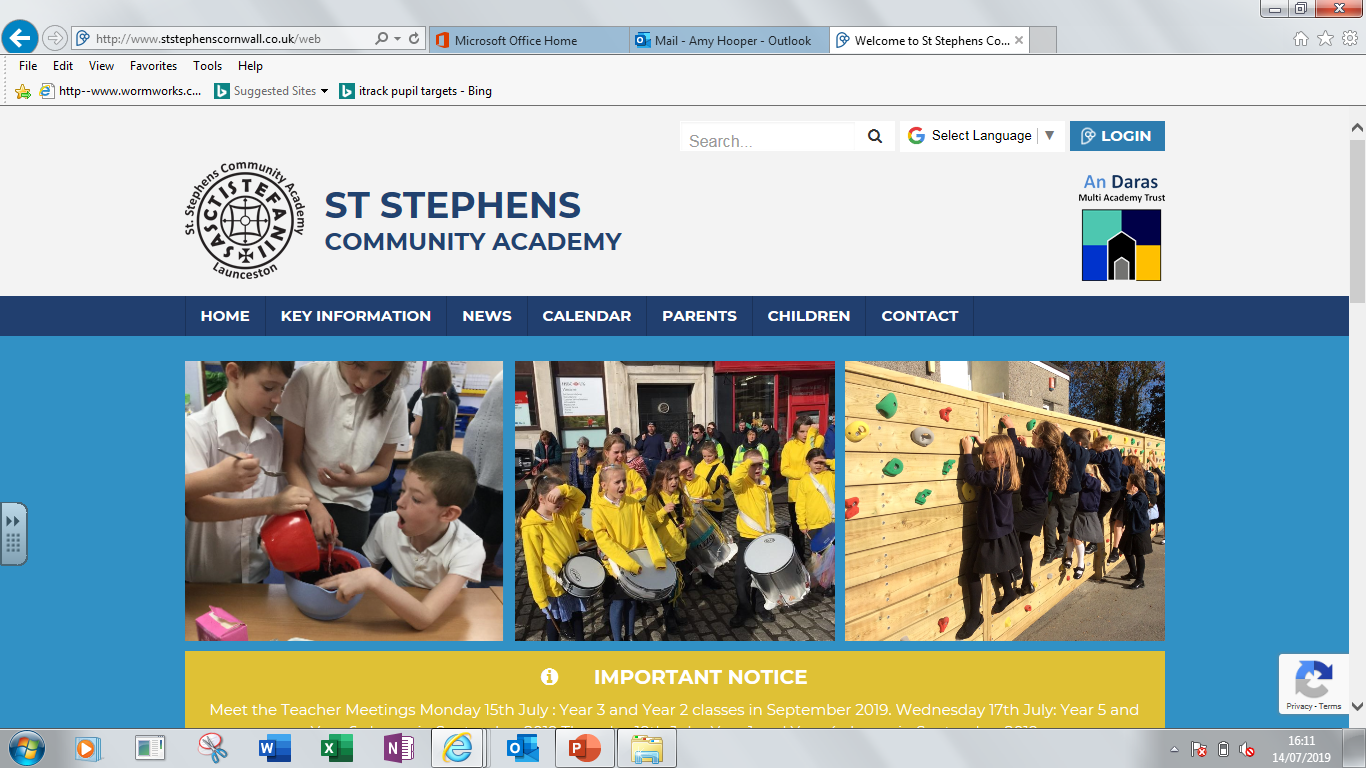 http://www.ststephenscornwall.co.uk/web
Microsoft Office Home
Mail - Amy Hooper - Outlook
Welcome to St Stephens Co...
File Edit View Favorites Tools Help
http--www.wormworks.c...
Suggested Sites
itrack pupil targets - Bing
Search...
Select Language
LOGIN
St. Stephens Community Academy
Launceston
ST STEPHENS
COMMUNITY ACADEMY
An Daras
Multi Academy Trust
HOME KEY INFORMATION NEWS CALENDAR PARENTS CHILDREN CONTACT
IMPORTANT NOTICE
Meet the Teacher Meetings Monday 15th July : Year 3 and Year 2 classes in September 2019. Wednesday 17th July: Year 5 and
Privacy - Terms
16:11
14/07/2019